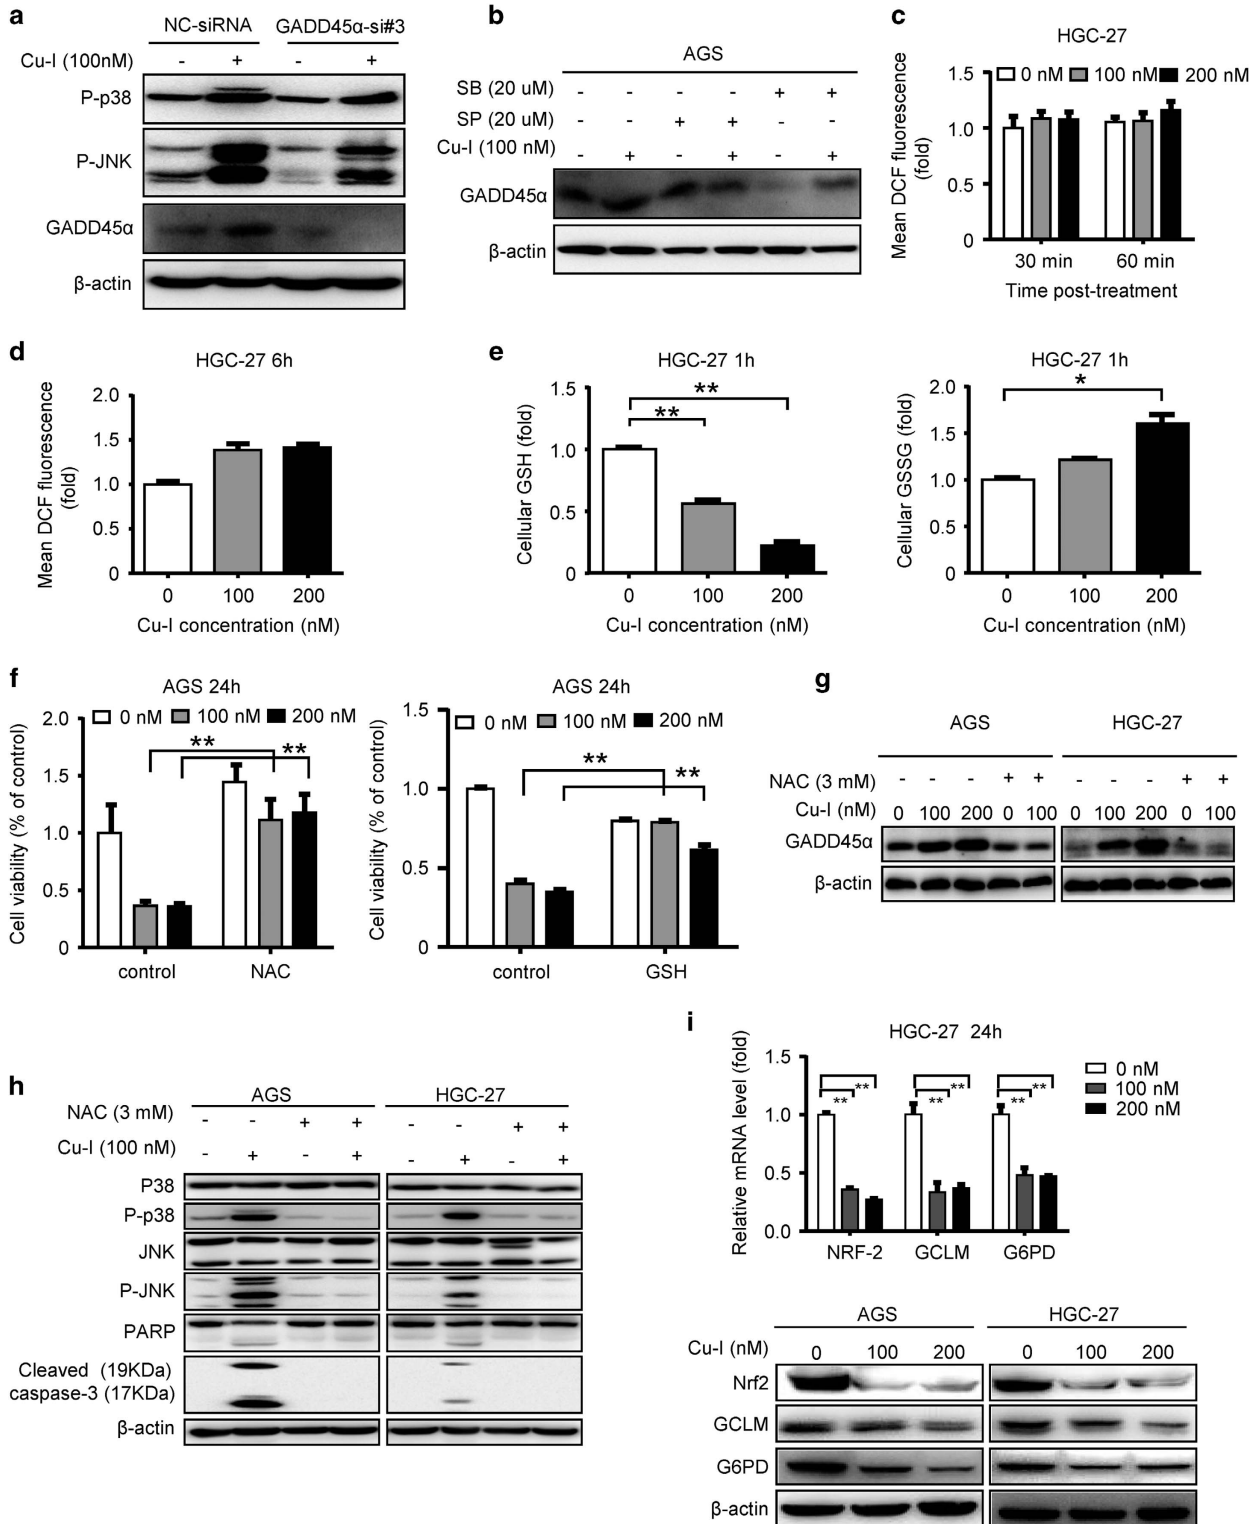 a
NC-siRNA GADD45α-si#3
Cu-I (100nM) - + - +
P-p38
P-JNK
GADD45α
β-actin
b
AGS
SB (20 uM) - - - - + +
SP (20 uM) - - + + - -
Cu-I (100 nM) - + - + - +
GADD45α
β-actin
c
HGC-27
0 nM 100 nM 200 nM
Mean DCF fluorescence
(fold)
1.5
1.0
0.5
0
30 min 60 min
Time post-treatment
d
HGC-27 6h
Mean DCF fluorescence
(fold)
2.0
1.5
1.0
0.5
0
0 100 200
Cu-I concentration (nM)
e
HGC-27 1h
Cellular GSH (fold)
1.5
1.0
0.5
0
**
**
0 100 200
Cu-I concentration (nM)
HGC-27 1h
Cellular GSSG (fold)
2.0
1.5
1.0
0.5
0
*
0 100 200
Cu-I concentration (nM)
f
AGS 24h
0 nM 100 nM 200 nM
Cell viability (% of control)
2.0
1.5
1.0
0.5
0
** **
control NAC
AGS 24h
0 nM 100 nM 200 nM
Cell viability (% of control)
1.5
1.0
0.5
0
** **
control GSH
g
AGS HGC-27
NAC (3 mM) - - - + + - - - + +
Cu-I (nM) 0 100 200 0 100 0 100 200 0 100
GADD45α
β-actin
h
AGS HGC-27
NAC (3 mM) - - + + - - + +
Cu-I (100 nM) - + - + - + - +
P38
P-p38
JNK
P-JNK
PARP
Cleaved (19KDa)
caspase-3 (17KDa)
β-actin
i
HGC-27 24h
Relative mRNA level (fold)
1.5
1.0
0.5
0.0
** ** ** ** ** **
NRF-2 GCLM G6PD
0 nM
100 nM
200 nM
AGS HGC-27
Cu-I (nM) 0 100 200 0 100 200
Nrf2
GCLM
G6PD
β-actin